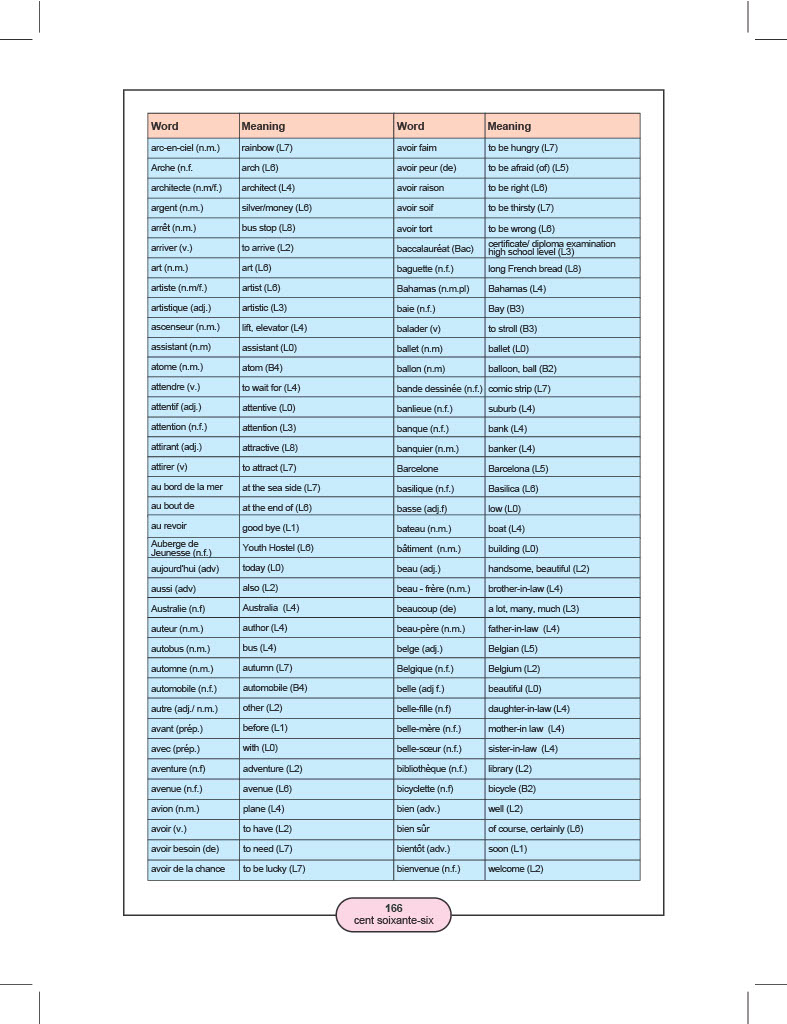 Word Meaning Word Meaning
arc-en-ciel (n.m.) rainbow (L7) avoir faim to be hungry (L7)
Arche (n.f. arch (L6) avoir peur (de) to be afraid (of) (L5)
architecte (n.m/f.) architect (L4) avoir raison to be right (L6)
argent (n.m.) silver/money (L6) avoir soif to be thirsty (L7)
arrêt (n.m.) bus stop (L8) avoir tort to be wrong (L6)
arriver (v.) to arrive (L2) baccalauréat (Bac) certificate/ diploma examination
high school level (L3)
art (n.m.) art (L6) baguette (n.f.) long French bread (L8)
artiste (n.m/f.) artist (L6) Bahamas (n.m.pl) Bahamas (L4)
artistique (adj.) artistic (L3) baie (n.f.) Bay (B3)
ascenseur (n.m.) lift, elevator (L4) balader (v) to stroll (B3)
assistant (n.m) assistant (L0) ballet (n.m) ballet (L0)
atome (n.m.) atom (B4) ballon (n.m) balloon, ball (B2)
attendre (v.) to wait for (L4) bande dessinée (n.f.) comic strip (L7)
attentif (adj.) attentive (L0) banlieue (n.f.) suburb (L4)
attention (n.f.) attention (L3) banque (n.f.) bank (L4)
attirant (adj.) attractive (L8) banquier (n.m.) banker (L4)
attirer (v) to attract (L7) Barcelone Barcelona (L5)
au bord de la mer at the sea side (L7) basilique (n.f.) Basilica (L6)
au bout de at the end of (L6) basse (adj.f) low (L0)
au revoir good bye (L1) bateau (n.m.) boat (L4)
Auberge de
Jeunesse (n.f.) Youth Hostel (L6) bâtiment (n.m.) building (L0)
aujourd'hui (adv) today (L0) beau (adj.) handsome, beautiful (L2)
aussi (adv) also (L2) beau - frère (n.m.) brother-in-law (L4)
Australie (n.f) Australia (L4) beaucoup (de) a lot, many, much (L3)
auteur (n.m.) author (L4) beau-père (n.m.) father-in-law (L4)
autobus (n.m.) bus (L4) belge (adj.) Belgian (L5)
automne (n.m.) autumn (L7) Belgique (n.f.) Belgium (L2)
automobile (n.f.) automobile (B4) belle (adj f.) beautiful (L0)
autre (adj./ n.m.) other (L2) belle-fille (n.f) daughter-in-law (L4)
avant (prép.) before (L1) belle-mère (n.f.) mother-in law (L4)
avec (prép.) with (L0) belle-sœur (n.f.) sister-in-law (L4)
aventure (n.f) adventure (L2) bibliothèque (n.f.) library (L2)
avenue (n.f.) avenue (L6) bicyclette (n.f) bicycle (B2)
avion (n.m.) plane (L4) bien (adv.) well (L2)
avoir (v.) to have (L2) bien sûr of course, certainly (L6)
avoir besoin (de) to need (L7) bientôt (adv.) soon (L1)
avoir de la chance to be lucky (L7) bienvenue (n.f.) welcome (L2)
166
cent soixante-six